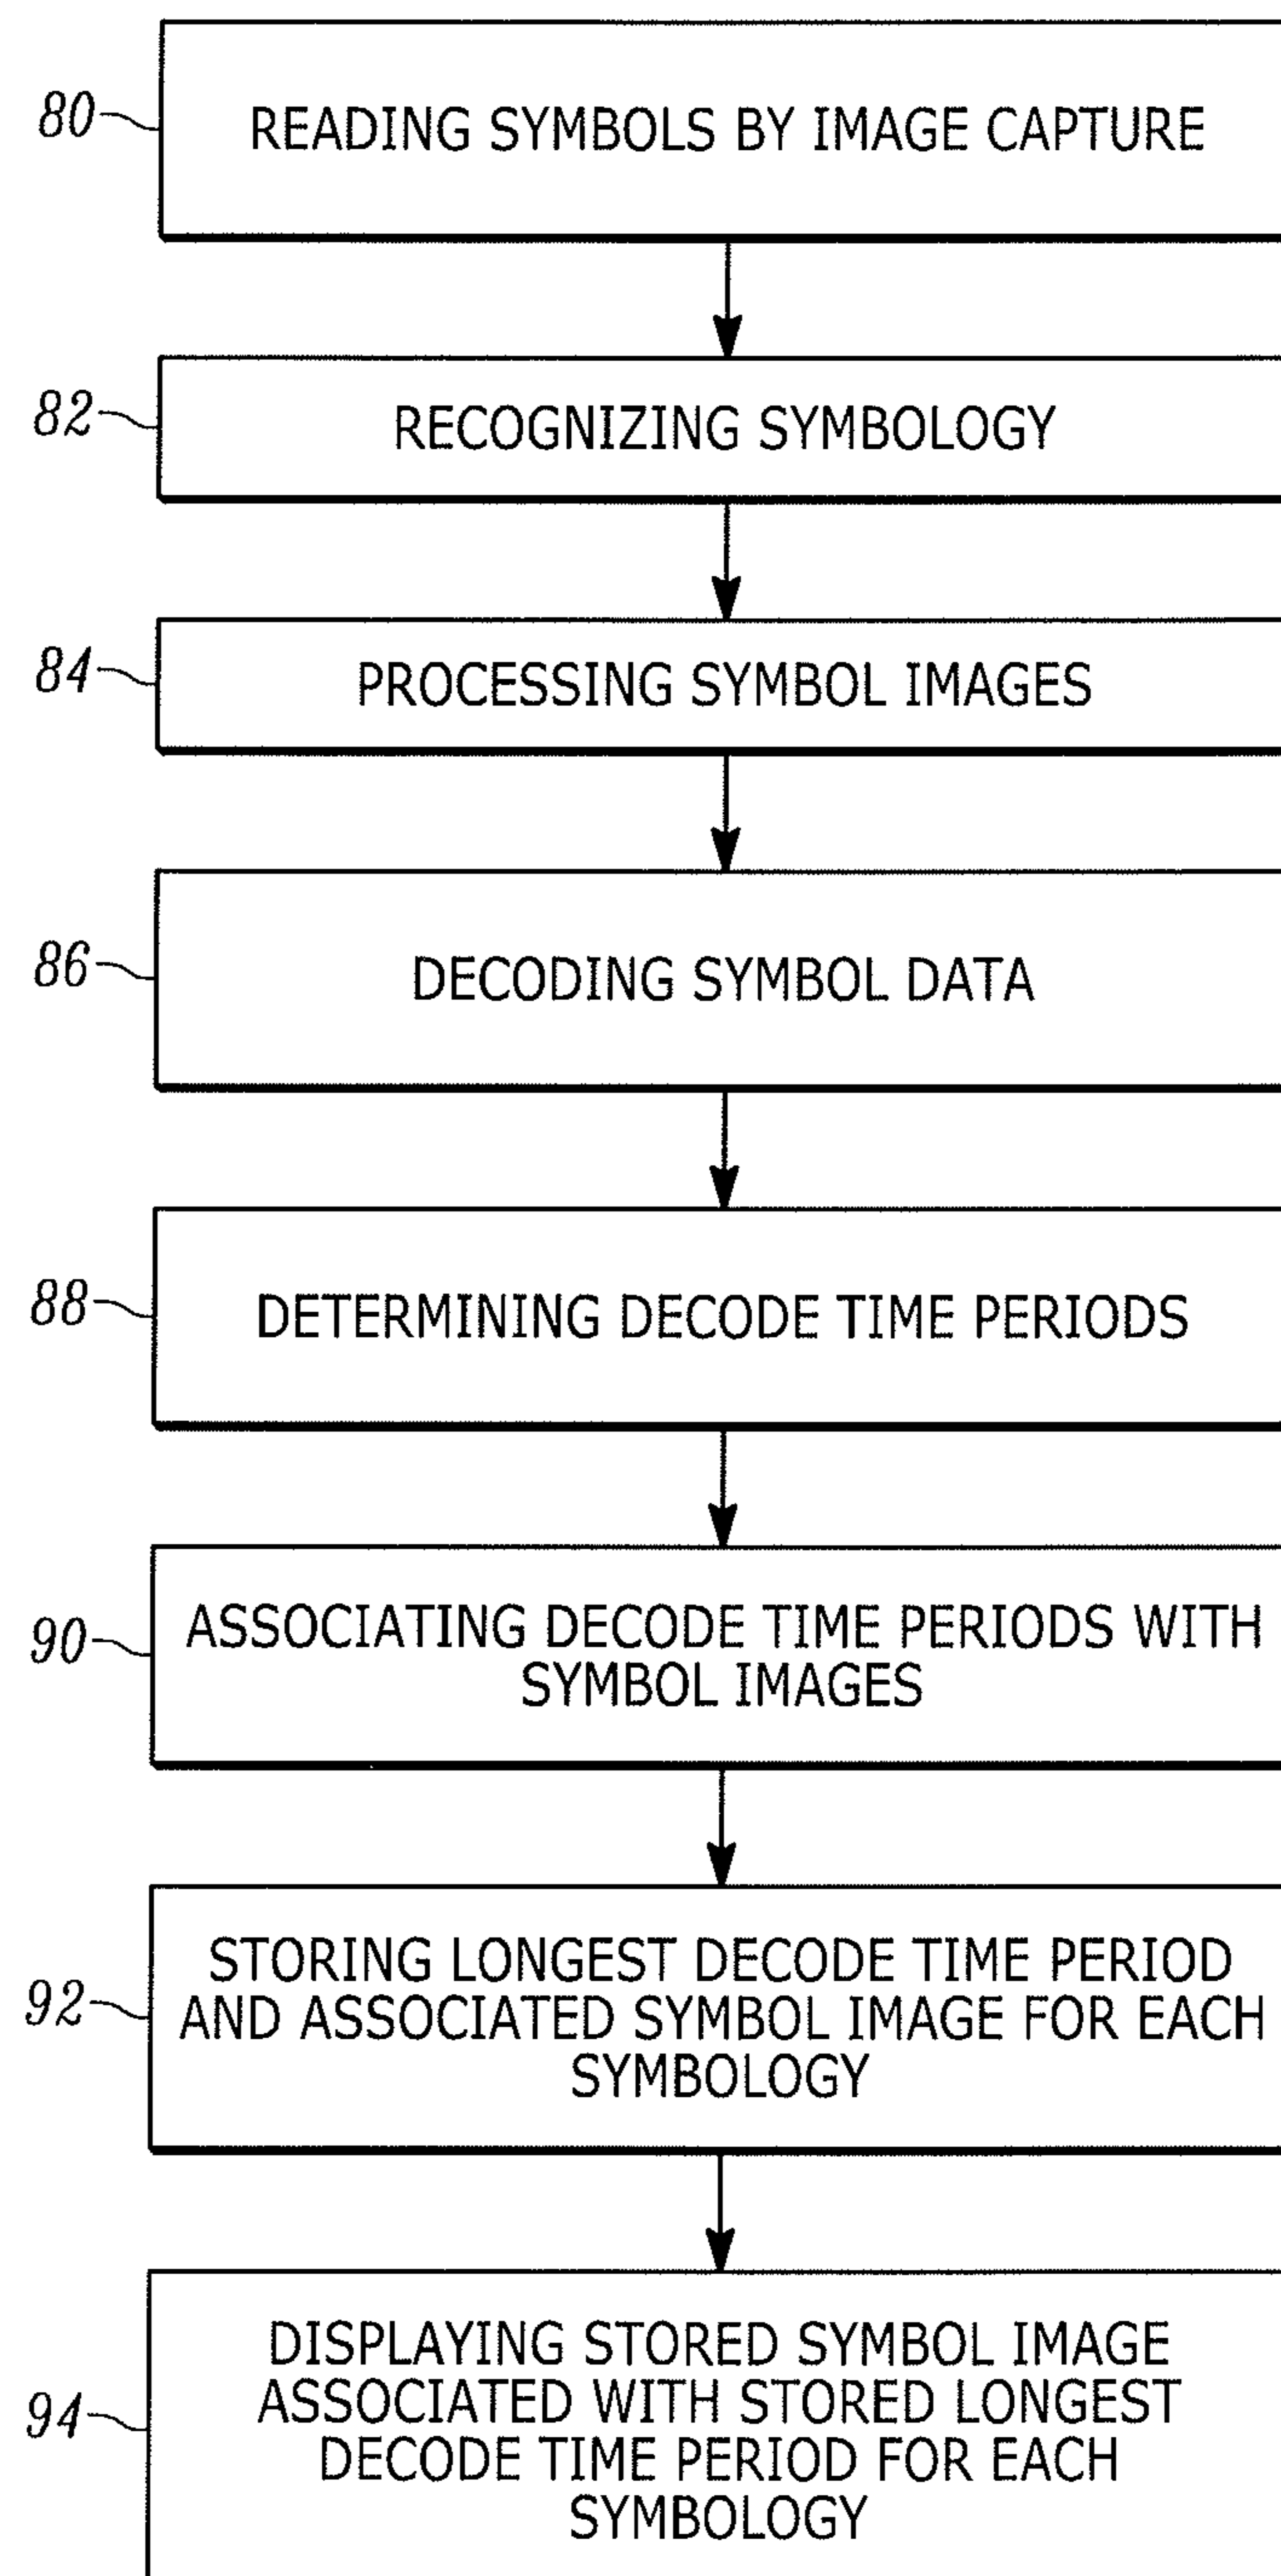 80
READING SYMBOLS BY IMAGE CAPTURE
82
RECOGNIZING SYMBOLOGY
84
PROCESSING SYMBOL IMAGES
86
DECODING SYMBOL DATA
88
DETERMINING DECODE TIME PERIODS
90
ASSOCIATING DECODE TIME PERIODS WITH
SYMBOL IMAGES
92
STORING LONGEST DECODE TIME PERIOD
AND ASSOCIATED SYMBOL IMAGE FOR EACH
SYMBOLOGY
94
DISPLAYING STORED SYMBOL IMAGE
ASSOCIATED WITH STORED LONGEST
DECODE TIME PERIOD FOR EACH
SYMBOLOGY